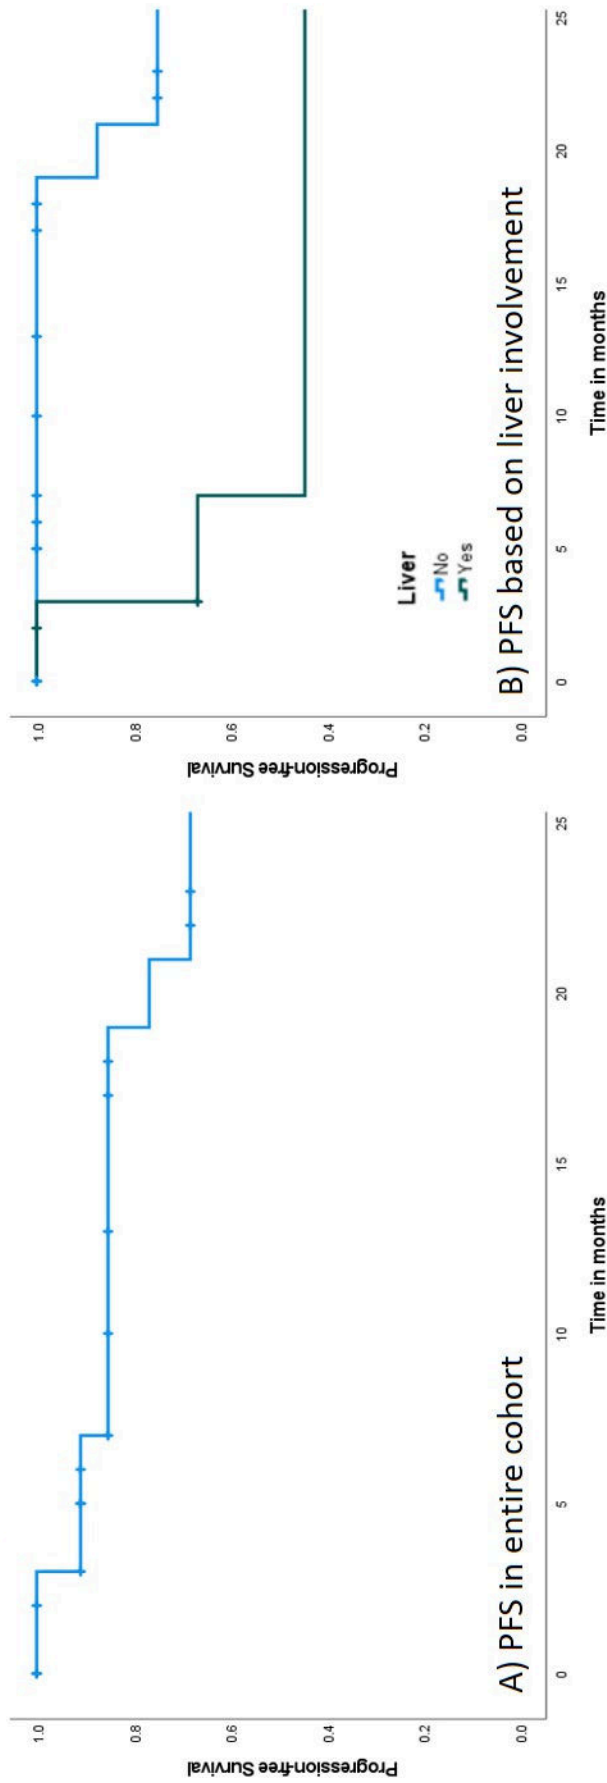 Progression-free Survival
1.0
0.8
0.6
0.4
0.2
0.0
A) PFS in entire cohort
0
5
10
15
20
25
Time in months
Progression-free Survival
1.0
0.8
0.6
0.4
0.2
0.0
Liver
No
Yes
B) PFS based on liver involvement
0
5
10
15
20
25
Time in months